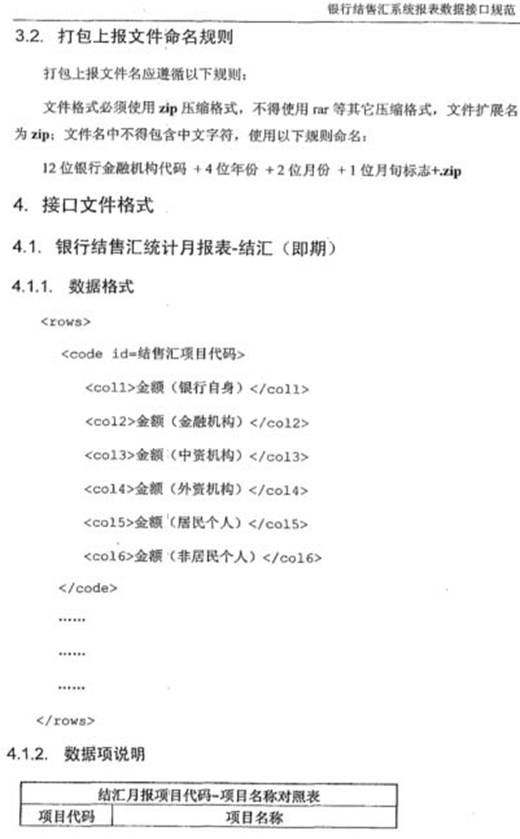 银行结售汇系统报表数据接口规范
3.2. 打包上报文件命名规则
打包上报文件名应遵循以下规则：
文件格式必须使用 zip 压缩格式，不得使用 rar 等其它压缩格式，文件扩展名
为 zip；文件名中不得包含中文字符，使用以下规则命名：
12 位银行金融机构代码 + 4 位年份 + 2 位月份 + 1 位月旬标志+.zip
4. 接口文件格式
4.1. 银行结售汇统计月报表-结汇（即期）
4.1.1. 数据格式
<rows>
<code id=结售汇项目代码>
<col1>金额（银行自身）</col1>
<col2>金额（金融机构）</col2>
<col3>金额（中资机构）</col3>
<col4>金额（外资机构）</col4>
<col5>金额（居民个人）</col5>
<col6>金额（非居民个人）</col6>
</code>
……
……
……
</rows>
4.1.2. 数据项说明
结汇月报项目代码-项目名称对照表
项目代码 项目名称